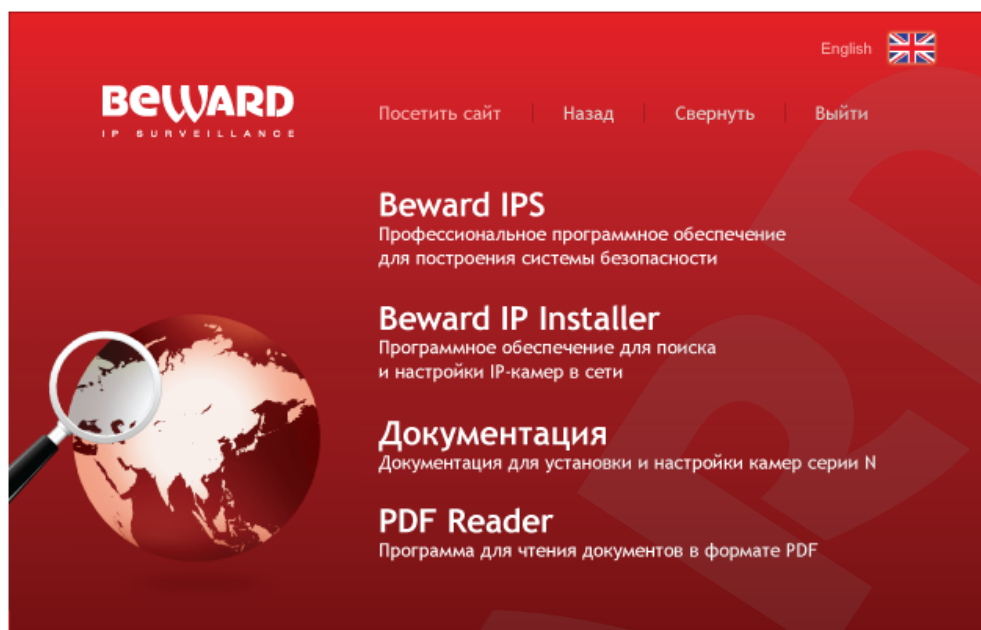 English
BEWARD
IP SURVEILLANCE
Посетить сайт Назад Свернуть Выйти
Beward IPS
Профессиональное программное обеспечение
для построения системы безопасности
Beward IP Installer
Программное обеспечение для поиска
и настройки IP-камер в сети
Документация
Документация для установки и настройки камер серии N
PDF Reader
Программа для чтения документов в формате PDF